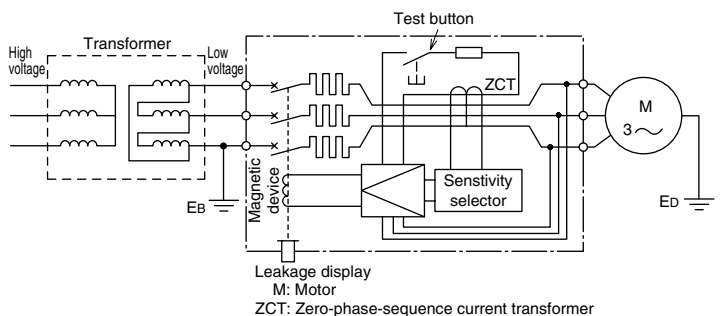 Test button
Transformer
High
voltage
Low
voltage
ZCT
M
3
Magnetic
device
Senstivity
selector
EB
ED
Leakage display
M: Motor
ZCT: Zero-phase-sequence current transformer